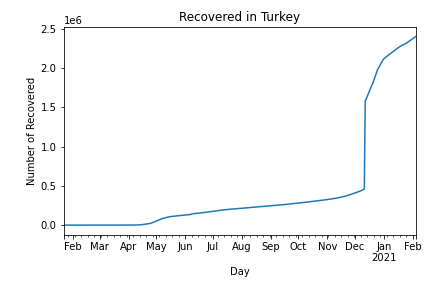 Recovered in Turkey
1e6
2.5
2.0
1.5
1.0
0.5
0.0
Number of Recovered
Feb Mar Apr May Jun Jul Aug Sep Oct Nov Dec Jan Feb
2021
Day